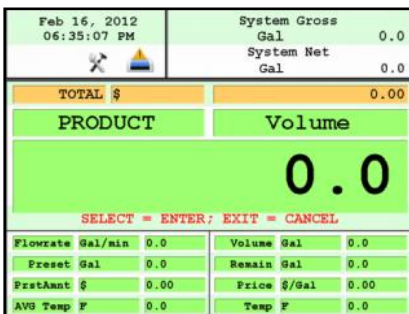 Feb 16, 2012
06:35:07 PM
System Gross
Gal 0.0
System Net
Gal 0.0
TOTAL $ 0.00
PRODUCT Volume
0.0
SELECT = ENTER; EXIT = CANCEL
Flowrate Gal/min 0.0 Volume Gal 0.0
Preset Gal 0.0 Remain Gal 0.0
PrstAmnt $ 0.00 Price $/Gal 0.00
AVG Temp F 0.0 Temp F 0.0